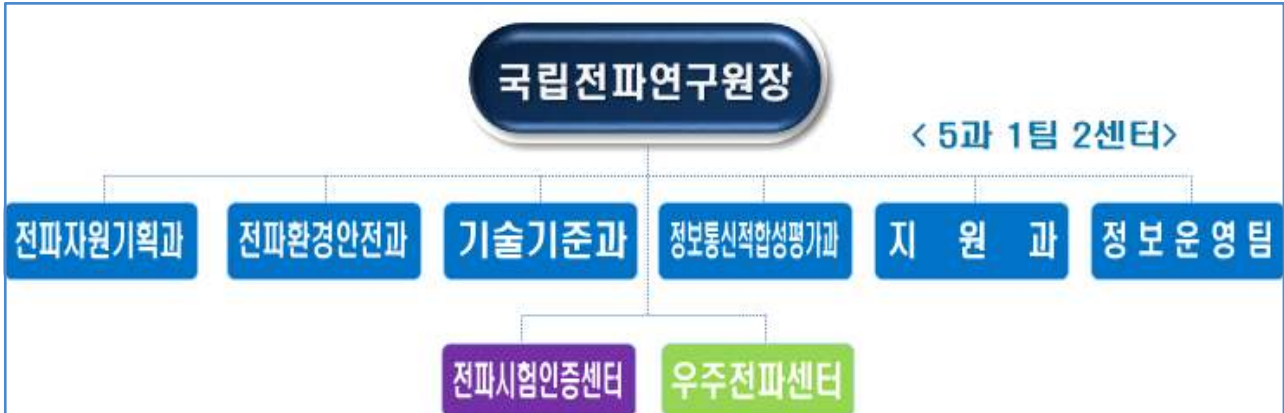 국립전파연구원장
< 5과 1팀 2센터>
전파자원기획과 전파환경안전과 기술기준과 정보통신적합성평가과 지 원 과 정보운영팀
전파시험인증센터 우주전파센터